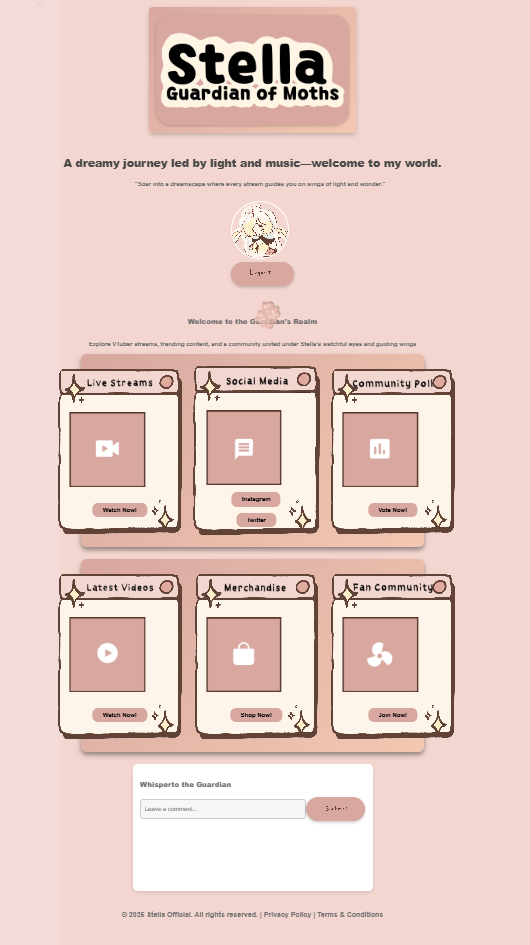 Stella
Guardian of Moths
A dreamy journey led by light and music—welcome to my world.
"Soar into a dreamscape where every stream guides you on wings of light and wonder."
Welcome to the Guardian's Realm
Explore VTuber streams, trending content, and a community united under Stella's watchful eyes and guiding wings
Live Streams
Social Media
Community Poll
Watch Now!
Instagram
Twitter
Vote Now!
Latest Videos
Merchandise
Fan Community
Watch Now!
Shop Now!
Join Now!
Whisperto the Guardian
Leave a comment...
Submit
© 2025 Stella Official. All rights reserved. | Privacy Policy | Terms & Conditions